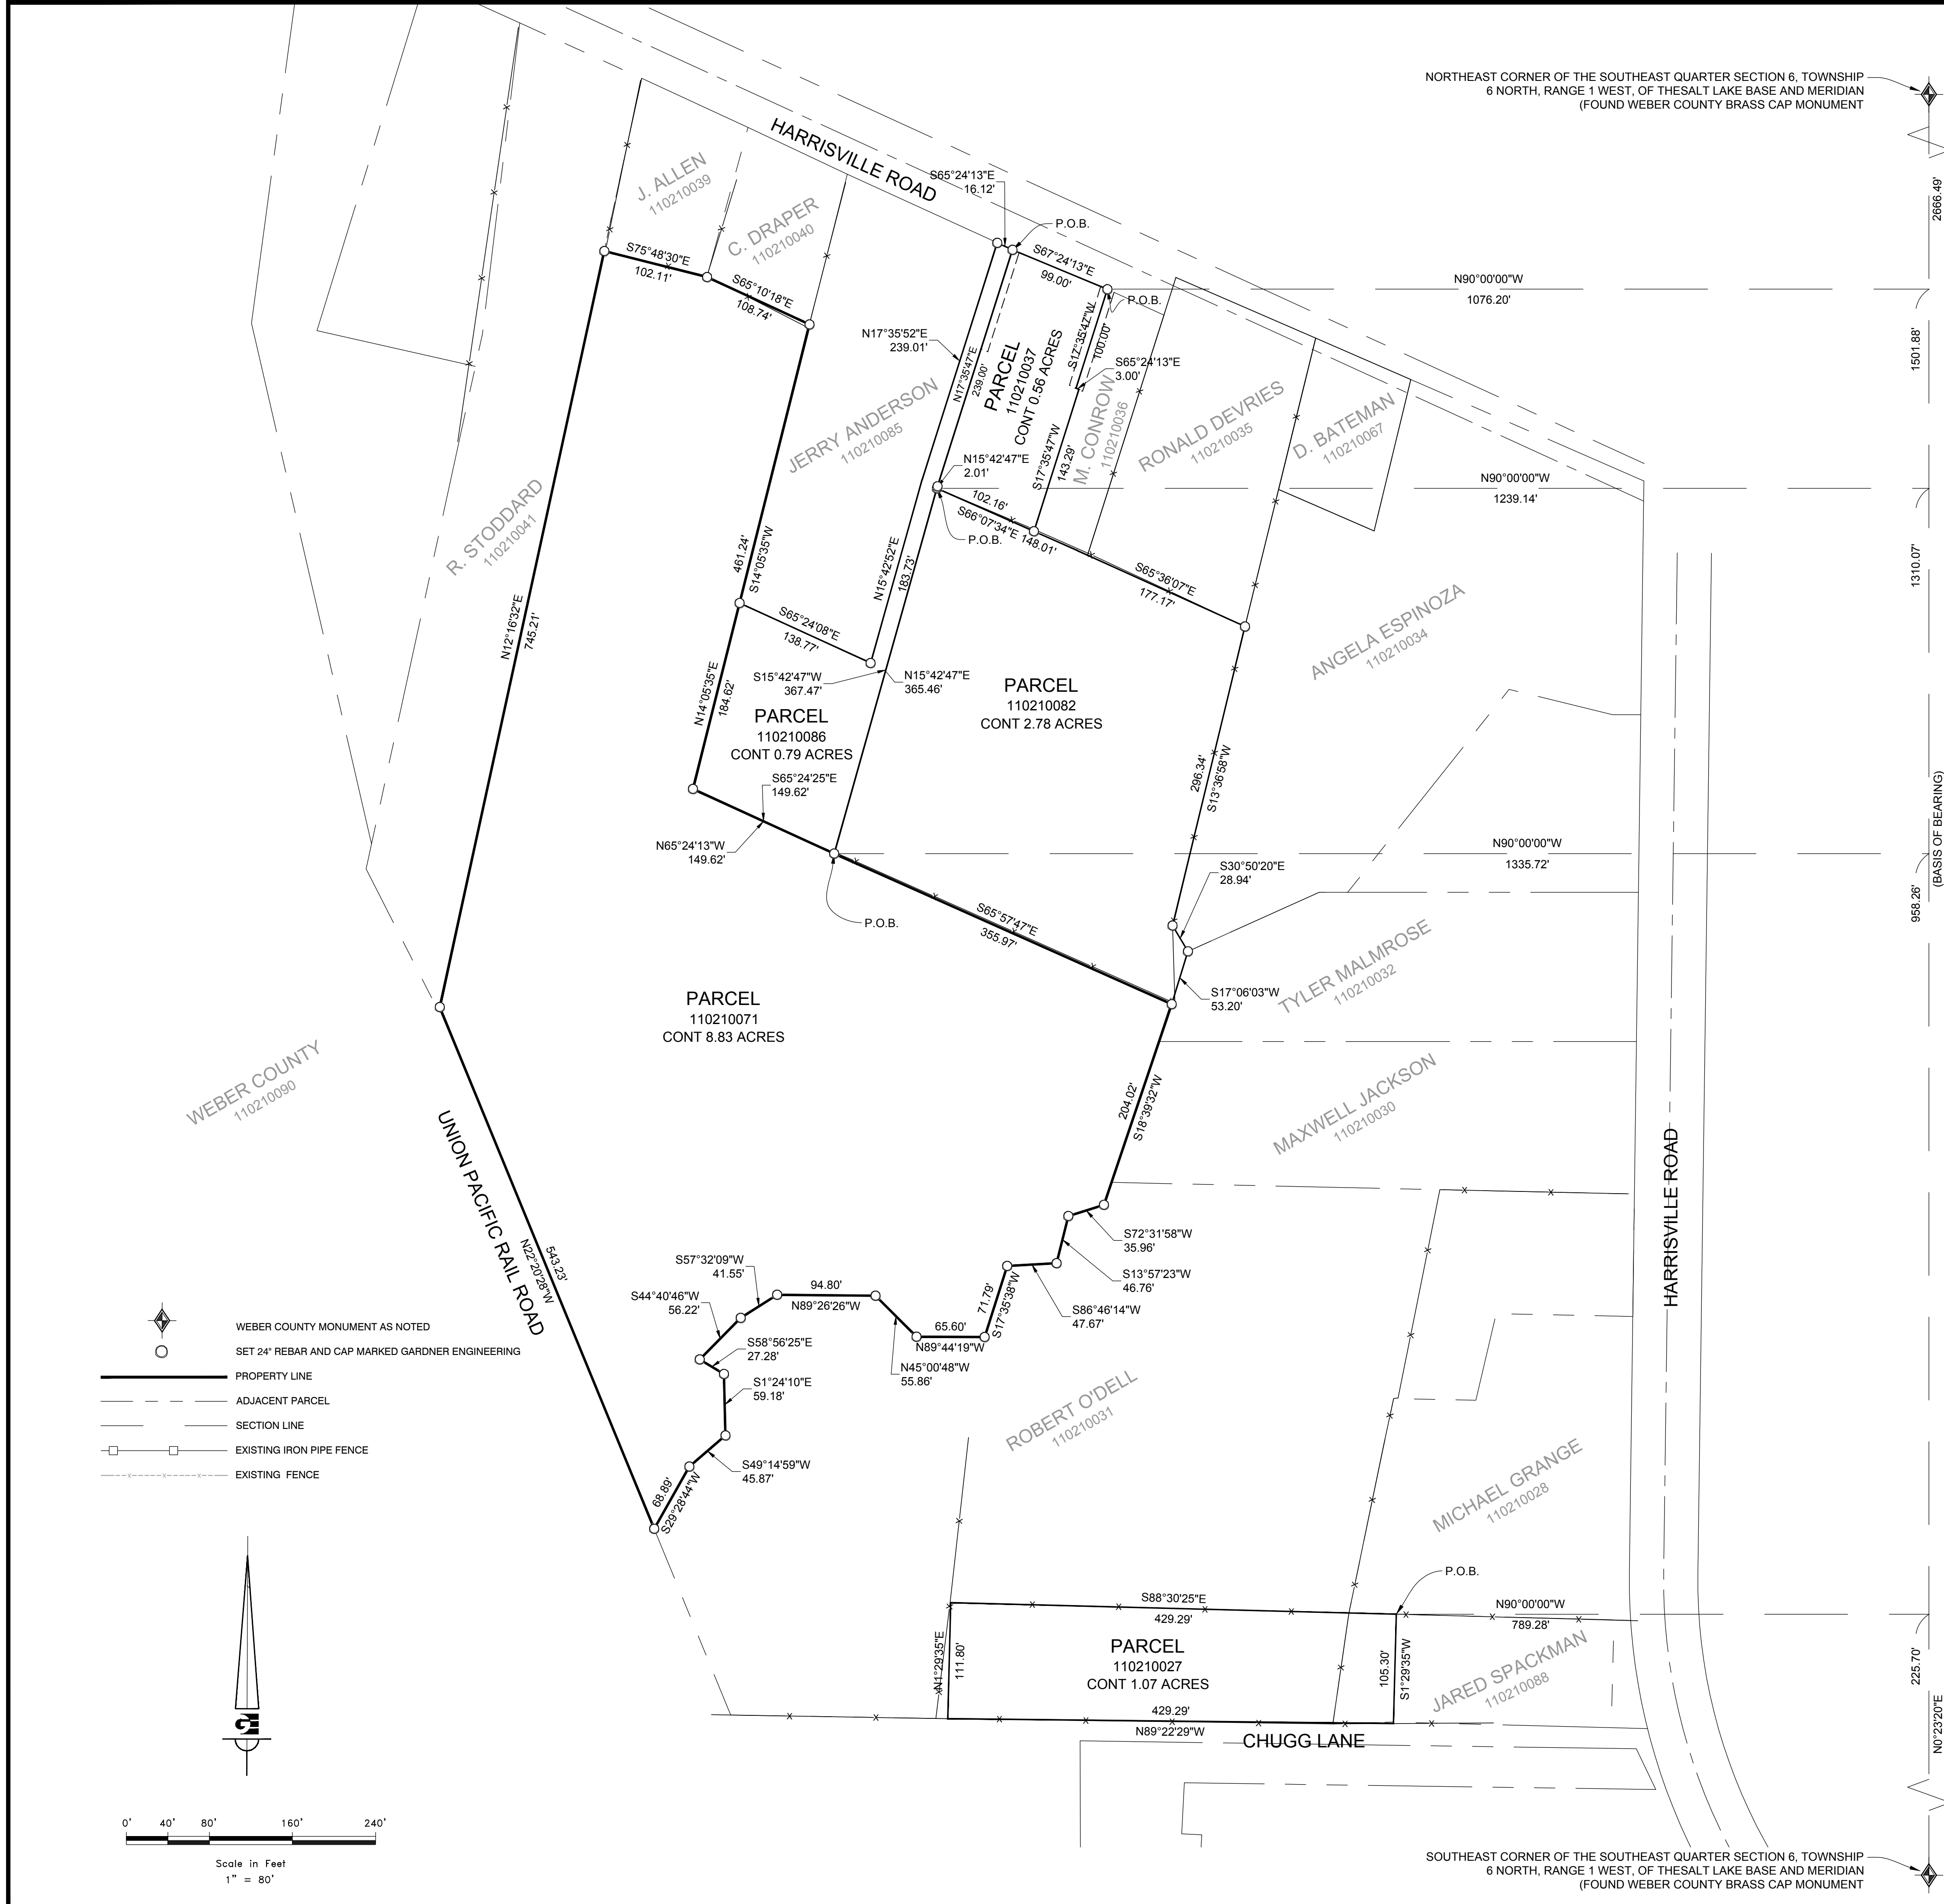 NORTHEAST CORNER OF THE SOUTHEAST QUARTER SECTION 6, TOWNSHIP
6 NORTH, RANGE 1 WEST, OF THESALT LAKE BASE AND MERIDIAN
(FOUND WEBER COUNTY BRASS CAP MONUMENT
HARRISVILLE ROAD
J. ALLEN
110210039
C. DRAPER
110210040
S65°24'13"E
16.12'
P.O.B.
S67°24'13"E
99.00'
P.O.B.
N90°00'00"W
1076.20'
2666.49'
S75°48'30"E
102.11'
S65°10'18"E
108.74'
N17°35'52"E
239.01'
N17°35'47"E
239.00'
PARCEL
110210037
CONT 0.56 ACRES
S17°35'47"W
100.00'
S65°24'13"E
3.00'
S17°35'47"W
143.29'
M. CONROW
110210036
RONALD DEVRIES
110210035
D. BATEMAN
110210067
1501.88'
JERRY ANDERSON
110210085
N15°42'47"E
2.01'
N90°00'00"W
1239.14'
102.16'
S66°07'34"E 148.01'
P.O.B.
S65°36'07"E
177.17'
R. STODDARD
110210041
461.24'
S14°05'35"W
N15°42'52"E
183.73'
1310.07'
ANGELA ESPINOZA
110210034
N12°16'32"E
745.21'
S65°24'08"E
138.77'
N14°05'35"E
184.62'
S15°42'47"W
367.47'
N15°42'47"E
365.46'
PARCEL
110210082
CONT 2.78 ACRES
PARCEL
110210086
CONT 0.79 ACRES
S65°24'25"E
149.62'
N65°24'13"W
149.62'
296.34'
S13°36'58"W
N90°00'00"W
1335.72'
(BASIS OF BEARING)
958.26'
S30°50'20"E
28.94'
P.O.B.
S65°57'47"E
355.97'
TYLER MALMROSE
110210032
S17°06'03"W
53.20'
PARCEL
110210071
CONT 8.83 ACRES
WEBER COUNTY
110210090
204.02'
S18°39'32"W
MAXWELL JACKSON
110210030
HARRISVILLE ROAD
UNION PACIFIC RAIL ROAD
543.23'
N22°20'28"W
S72°31'58"W
35.96'
S13°57'23"W
46.76'
S86°46'14"W
47.67'
71.79'
S17°35'38"W
65.60'
N89°44'19"W
N45°00'48"W
55.86'
94.80'
N89°26'26"W
S57°32'09"W
41.55'
S44°40'46"W
56.22'
S58°56'25"E
27.28'
S1°24'10"E
59.18'
S49°14'59"W
45.87'
68.89'
S29°28'44"W
WEBER COUNTY MONUMENT AS NOTED
SET 24" REBAR AND CAP MARKED GARDNER ENGINEERING
PROPERTY LINE
ADJACENT PARCEL
SECTION LINE
EXISTING IRON PIPE FENCE
EXISTING FENCE
ROBERT O'DELL
110210031
MICHAEL GRANGE
110210028
P.O.B.
S88°30'25"E
429.29'
N90°00'00"W
789.28'
N1°29'35"E
111.80'
PARCEL
110210027
CONT 1.07 ACRES
105.30'
S1°29'35"W
JARED SPACKMAN
110210088
225.70'
N0°23'20"E
429.29'
N89°22'29"W
CHUGG LANE
0' 40' 80' 160' 240'
Scale in Feet
1" = 80'
SOUTHEAST CORNER OF THE SOUTHEAST QUARTER SECTION 6, TOWNSHIP
6 NORTH, RANGE 1 WEST, OF THESALT LAKE BASE AND MERIDIAN
(FOUND WEBER COUNTY BRASS CAP MONUMENT